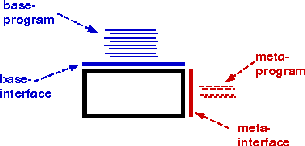 base-
program
base-
interface
meta-
program
meta-
interface